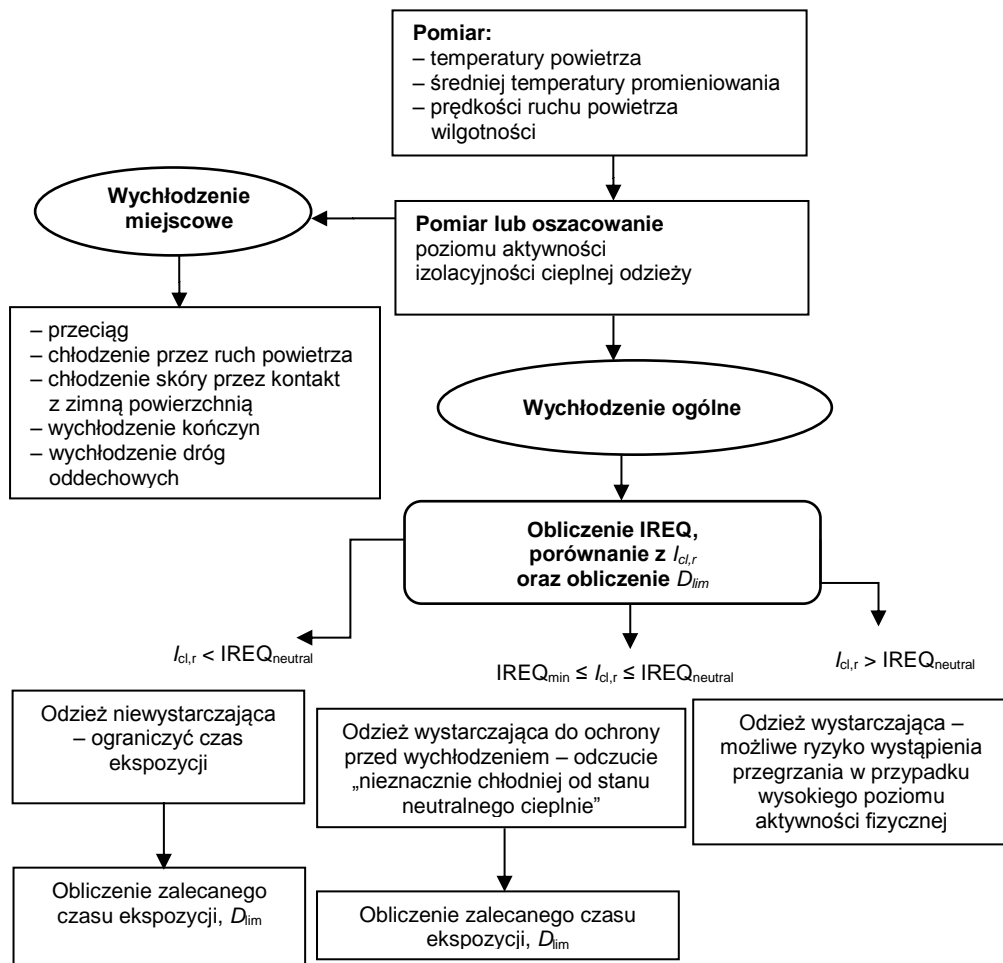 Pomiar:
– temperatury powietrza
– średniej temperatury promieniowania
– prędkości ruchu powietrza
wilgotności
Wychłodzenie
miejscowe
Pomiar lub oszacowanie
poziomu aktywności
izolacyjności cieplnej odzieży
– przeciąg
– chłodzenie przez ruch powietrza
– chłodzenie skóry przez kontakt
z zimną powierzchnią
– wychłodzenie kończyn
– wychłodzenie dróg
oddechowych
Wychłodzenie ogólne
Obliczenie IREQ,
porównanie z Icl,r
oraz obliczenie Dlim
Icl,r < IREQneutral
IREQmin ≤ Icl,r ≤ IREQneutral
Icl,r > IREQneutral
Odzież niewystarczająca
– ograniczyć czas
ekspozycji
Odzież wystarczająca do ochrony
przed wychłodzeniem – odczucie
„nieznacznie chłodniej od stanu
neutralnego cieplnie”
Odzież wystarczająca –
możliwe ryzyko wystąpienia
przegrzania w przypadku
wysokiego poziomu
aktywności fizycznej
Obliczenie zalecanego
czasu ekspozycji, Dlim
Obliczenie zalecanego czasu
ekspozycji, Dlim